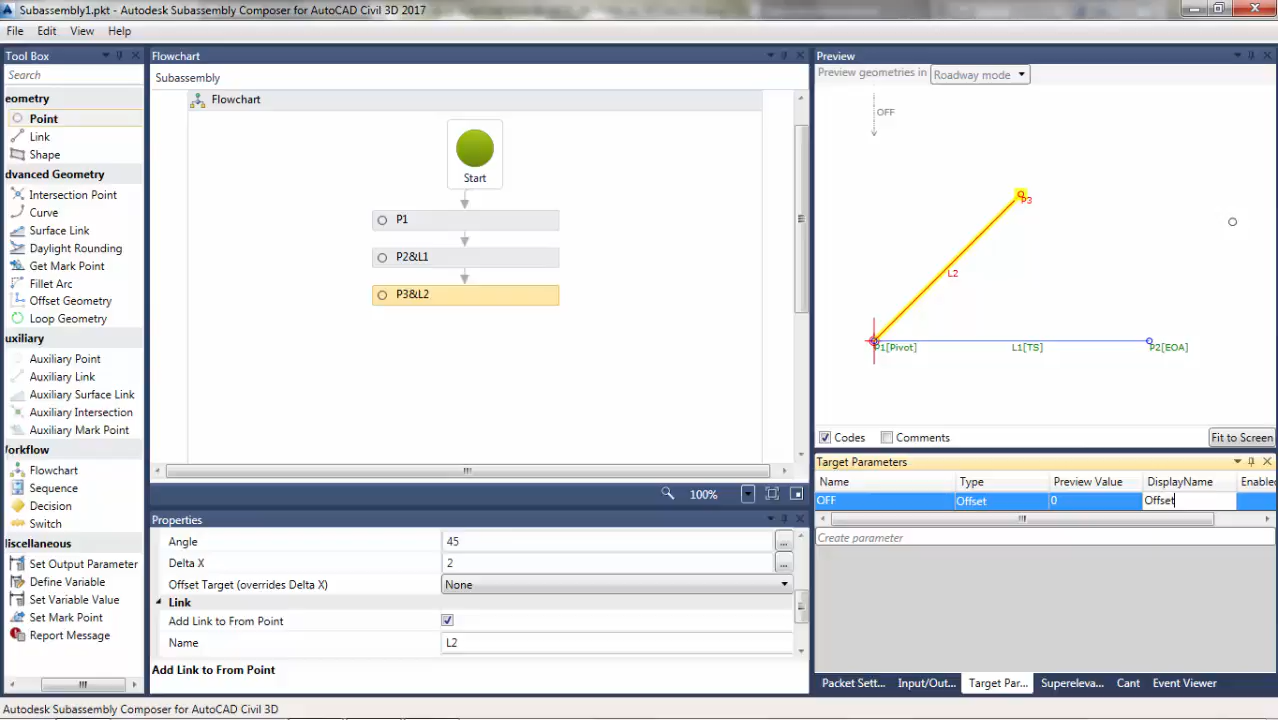 Subassembly1.pkt - Autodesk Subassembly Composer for AutoCAD Civil 3D 2017
File Edit View Help
Tool Box
Search
eometry
Point
Link
Shape
dvanced Geometry
Intersection Point
Curve
Surface Link
Daylight Rounding
Get Mark Point
Fillet Arc
Offset Geometry
Loop Geometry
uxiliary
Auxiliary Point
Auxiliary Link
Auxiliary Surface Link
Auxiliary Intersection
Auxiliary Mark Point
Vorkflow
Flowchart
Sequence
Decision
Switch
liscellaneous
Set Output Parameter
Define Variable
Set Variable Value
Set Mark Point
Report Message
Flowchart
Subassembly
Flowchart
Start
P1
P2&L1
P3&L2
100%
Properties
Angle 45 ...
Delta X 2 ...
Offset Target (overrides Delta X) None
Link
Add Link to From Point
Name L2
Add Link to From Point
Preview
Preview geometries in Roadway mode
OFF
P3
L2
P1[Pivot] L1[TS] P2[EOA]
Codes Comments Fit to Screen
Target Parameters
Name Type Preview Value DisplayName Enabled
OFF Offset 0 Offset
Create parameter
Packet Sett... Input/Out... Target Par... Supereleva... Cant Event Viewer
Autodesk Subassembly Composer for AutoCAD Civil 3D